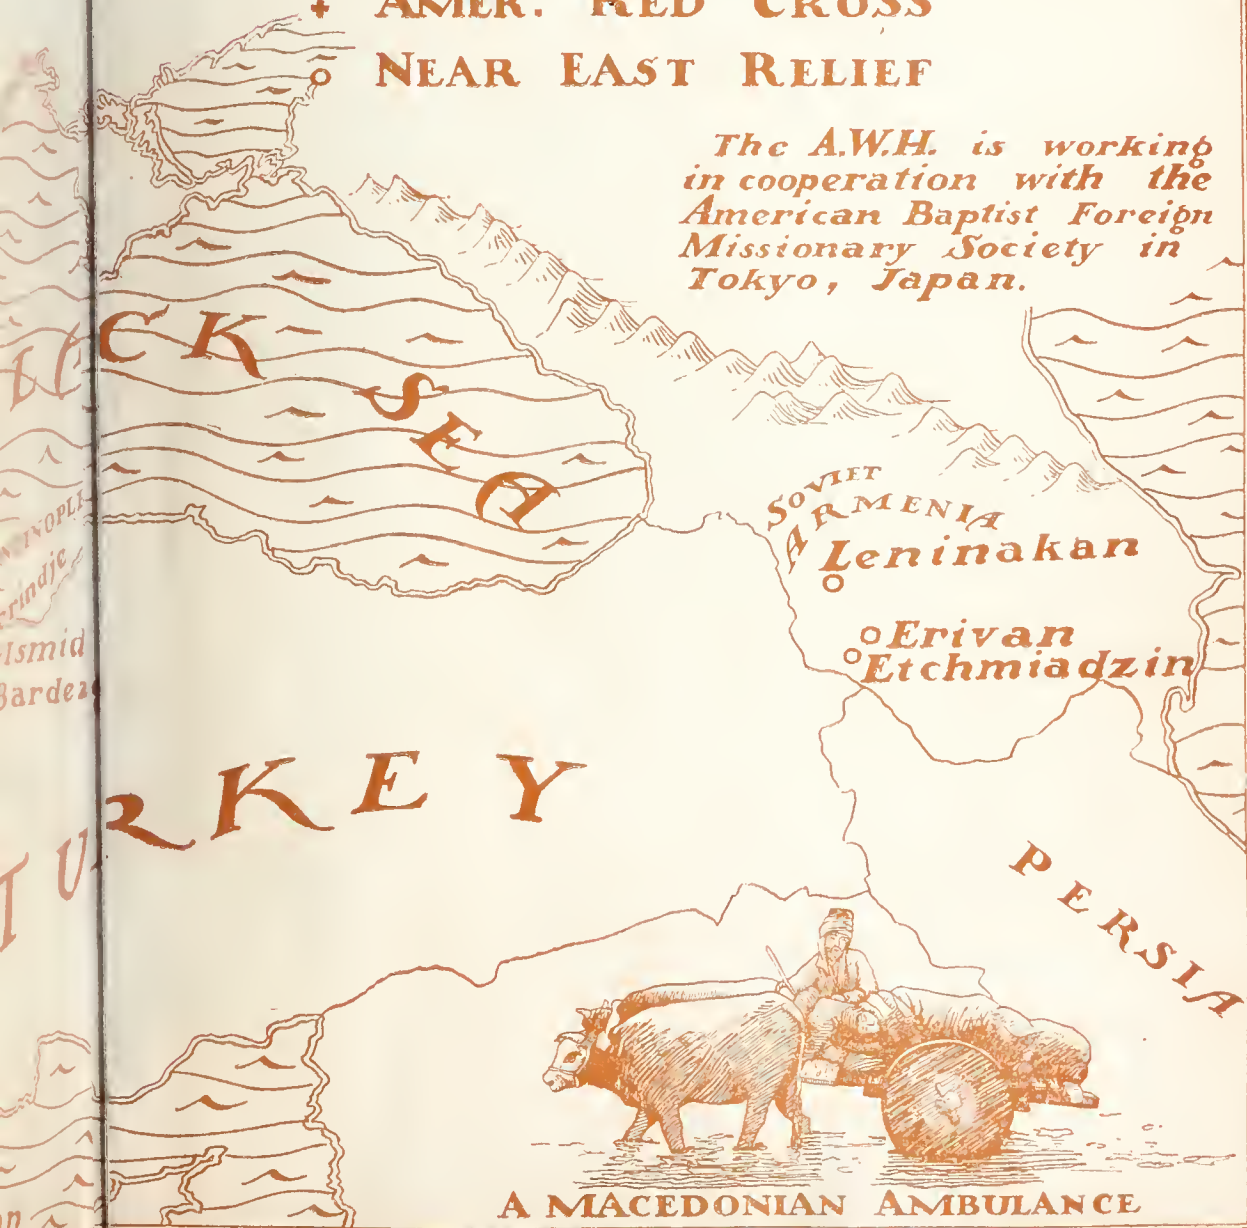 AMER. RED CROSS
NEAR EAST RELIEF
The A.W.H. is working
in cooperation with the
American Baptist Foreign
Missionary Society in
Tokyo, Japan.
CK SEA
SOVIET
ARMENIA
Leninakan
Erivan
Etchmiadzin
Ismid
TURKEY
PERSIA
A MACEDONIAN AMBULANCE